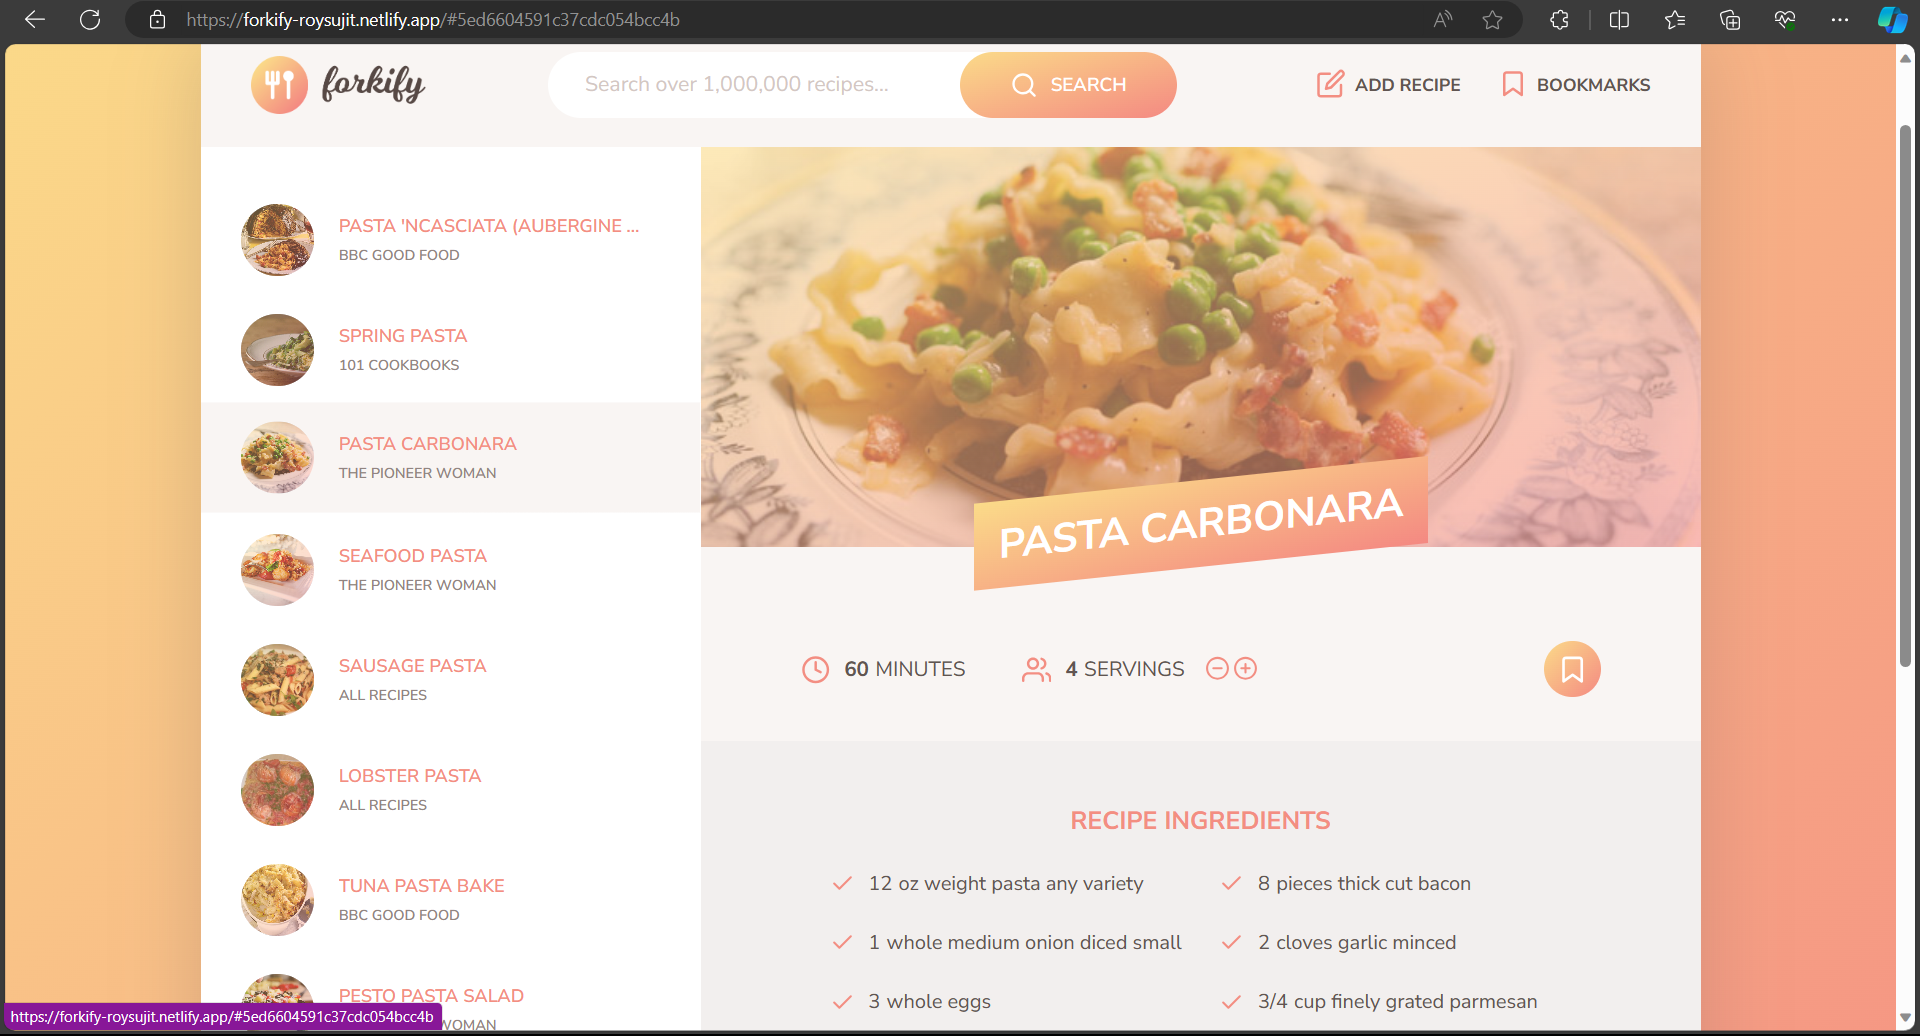 https://forkify-roysujit.netlify.app/#5ed6604591c37cdc054bcc4b
forkify
Search over 1,000,000 recipes...
SEARCH
ADD RECIPE
BOOKMARKS
PASTA 'NCASCIATA (AUBERGINE ...
BBC GOOD FOOD
SPRING PASTA
101 COOKBOOKS
PASTA CARBONARA
THE PIONEER WOMAN
SEAFOOD PASTA
THE PIONEER WOMAN
SAUSAGE PASTA
ALL RECIPES
LOBSTER PASTA
ALL RECIPES
TUNA PASTA BAKE
BBC GOOD FOOD
PESTO PASTA SALAD
WOMAN
https://forkify-roysujit.netlify.app/#5ed6604591c37cdc054bcc4b
PASTA CARBONARA
60 MINUTES
4 SERVINGS
RECIPE INGREDIENTS
12 oz weight pasta any variety
8 pieces thick cut bacon
1 whole medium onion diced small
2 cloves garlic minced
3 whole eggs
3/4 cup finely grated parmesan